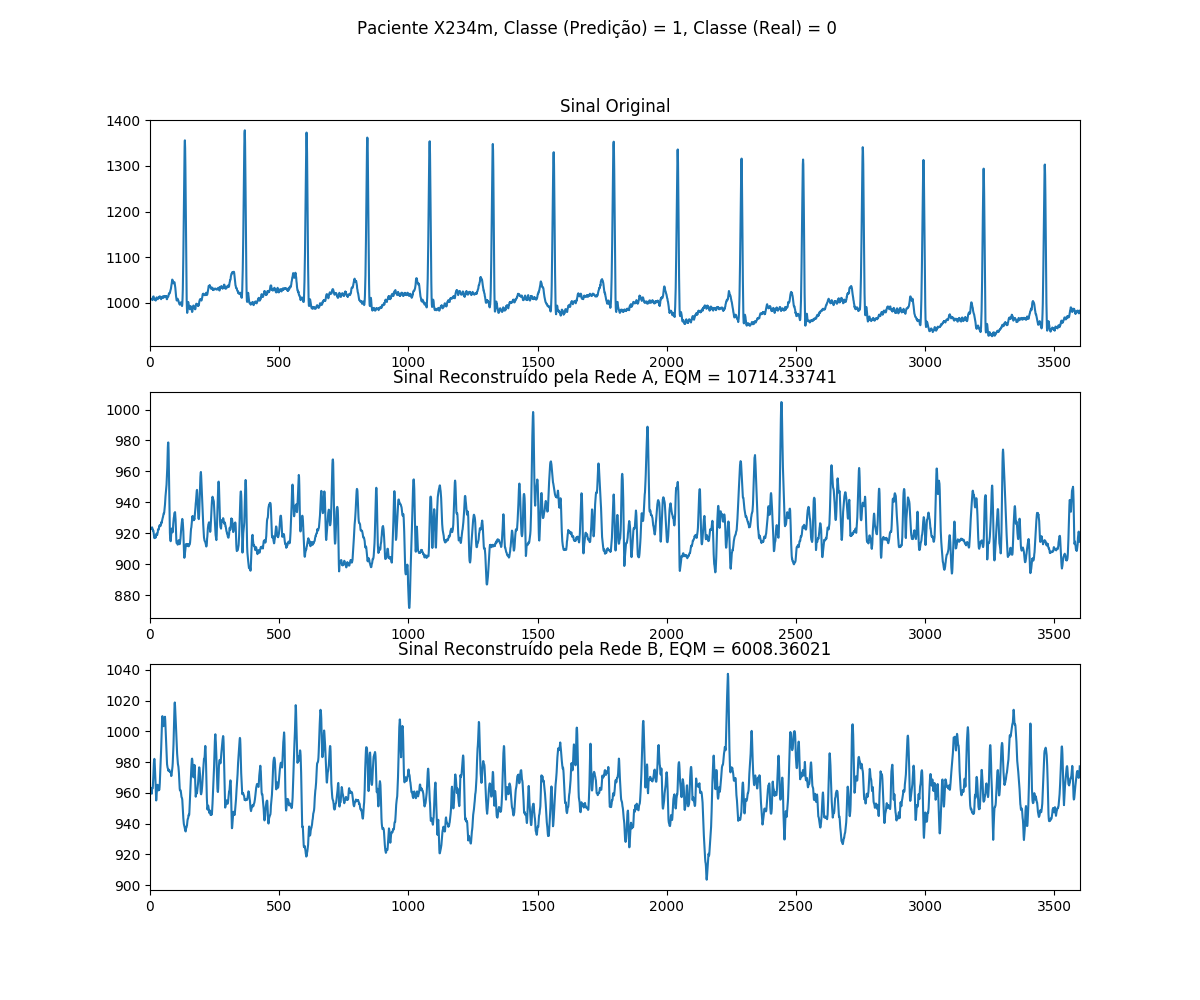 Paciente X234m, Classe (Predição) = 1, Classe (Real) = 0
Sinal Original
1400
1300
1200
1100
1000
0 500 1000 1500 2000 2500 3000 3500
Sinal Reconstruído pela Rede A, EQM = 10714.33741
1000
980
960
940
920
900
880
0 500 1000 1500 2000 2500 3000 3500
Sinal Reconstruído pela Rede B, EQM = 6008.36021
1040
1020
1000
980
960
940
920
900
0 500 1000 1500 2000 2500 3000 3500